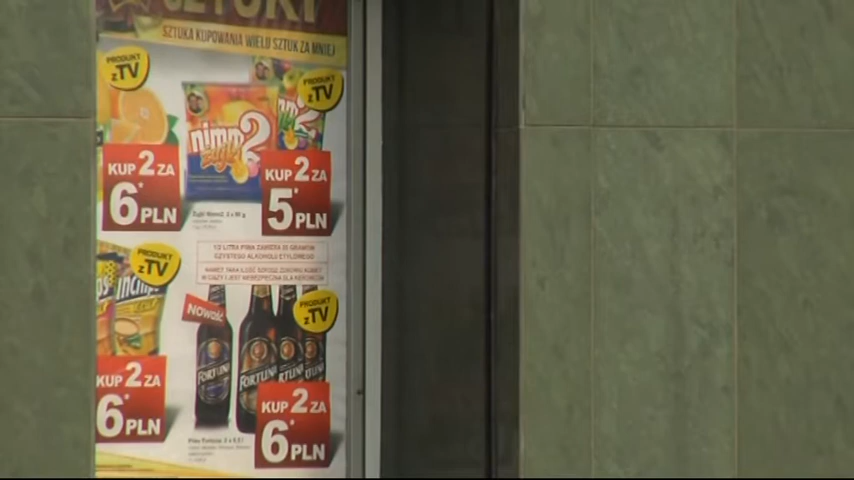 SZTUKI
SZTUKA KUPOWANIA WIELU SZTUK ZA MNIEJ
PRODUKT
z TV
PRODUKT
z TV
nimm2
KUP 2 ZA
6* PLN
KUP 2 ZA
5* PLN
1/2 LITRA PIWA ZAWIERA 25 GRAMÓW
CZYSTEGO ALKOHOLU ETYLOWEGO
NAWET TAKA ILOŚĆ SZKODZI ZDROWIU KOBIET
W CIĄŻY I JEST NIEBEZPIECZNA DLA KIEROWCÓW
PRODUKT
z TV
PRODUKT
z TV
NOWOŚĆ
FORTUNA
FORTUNA
KUP 2 ZA
6* PLN
KUP 2 ZA
6* PLN